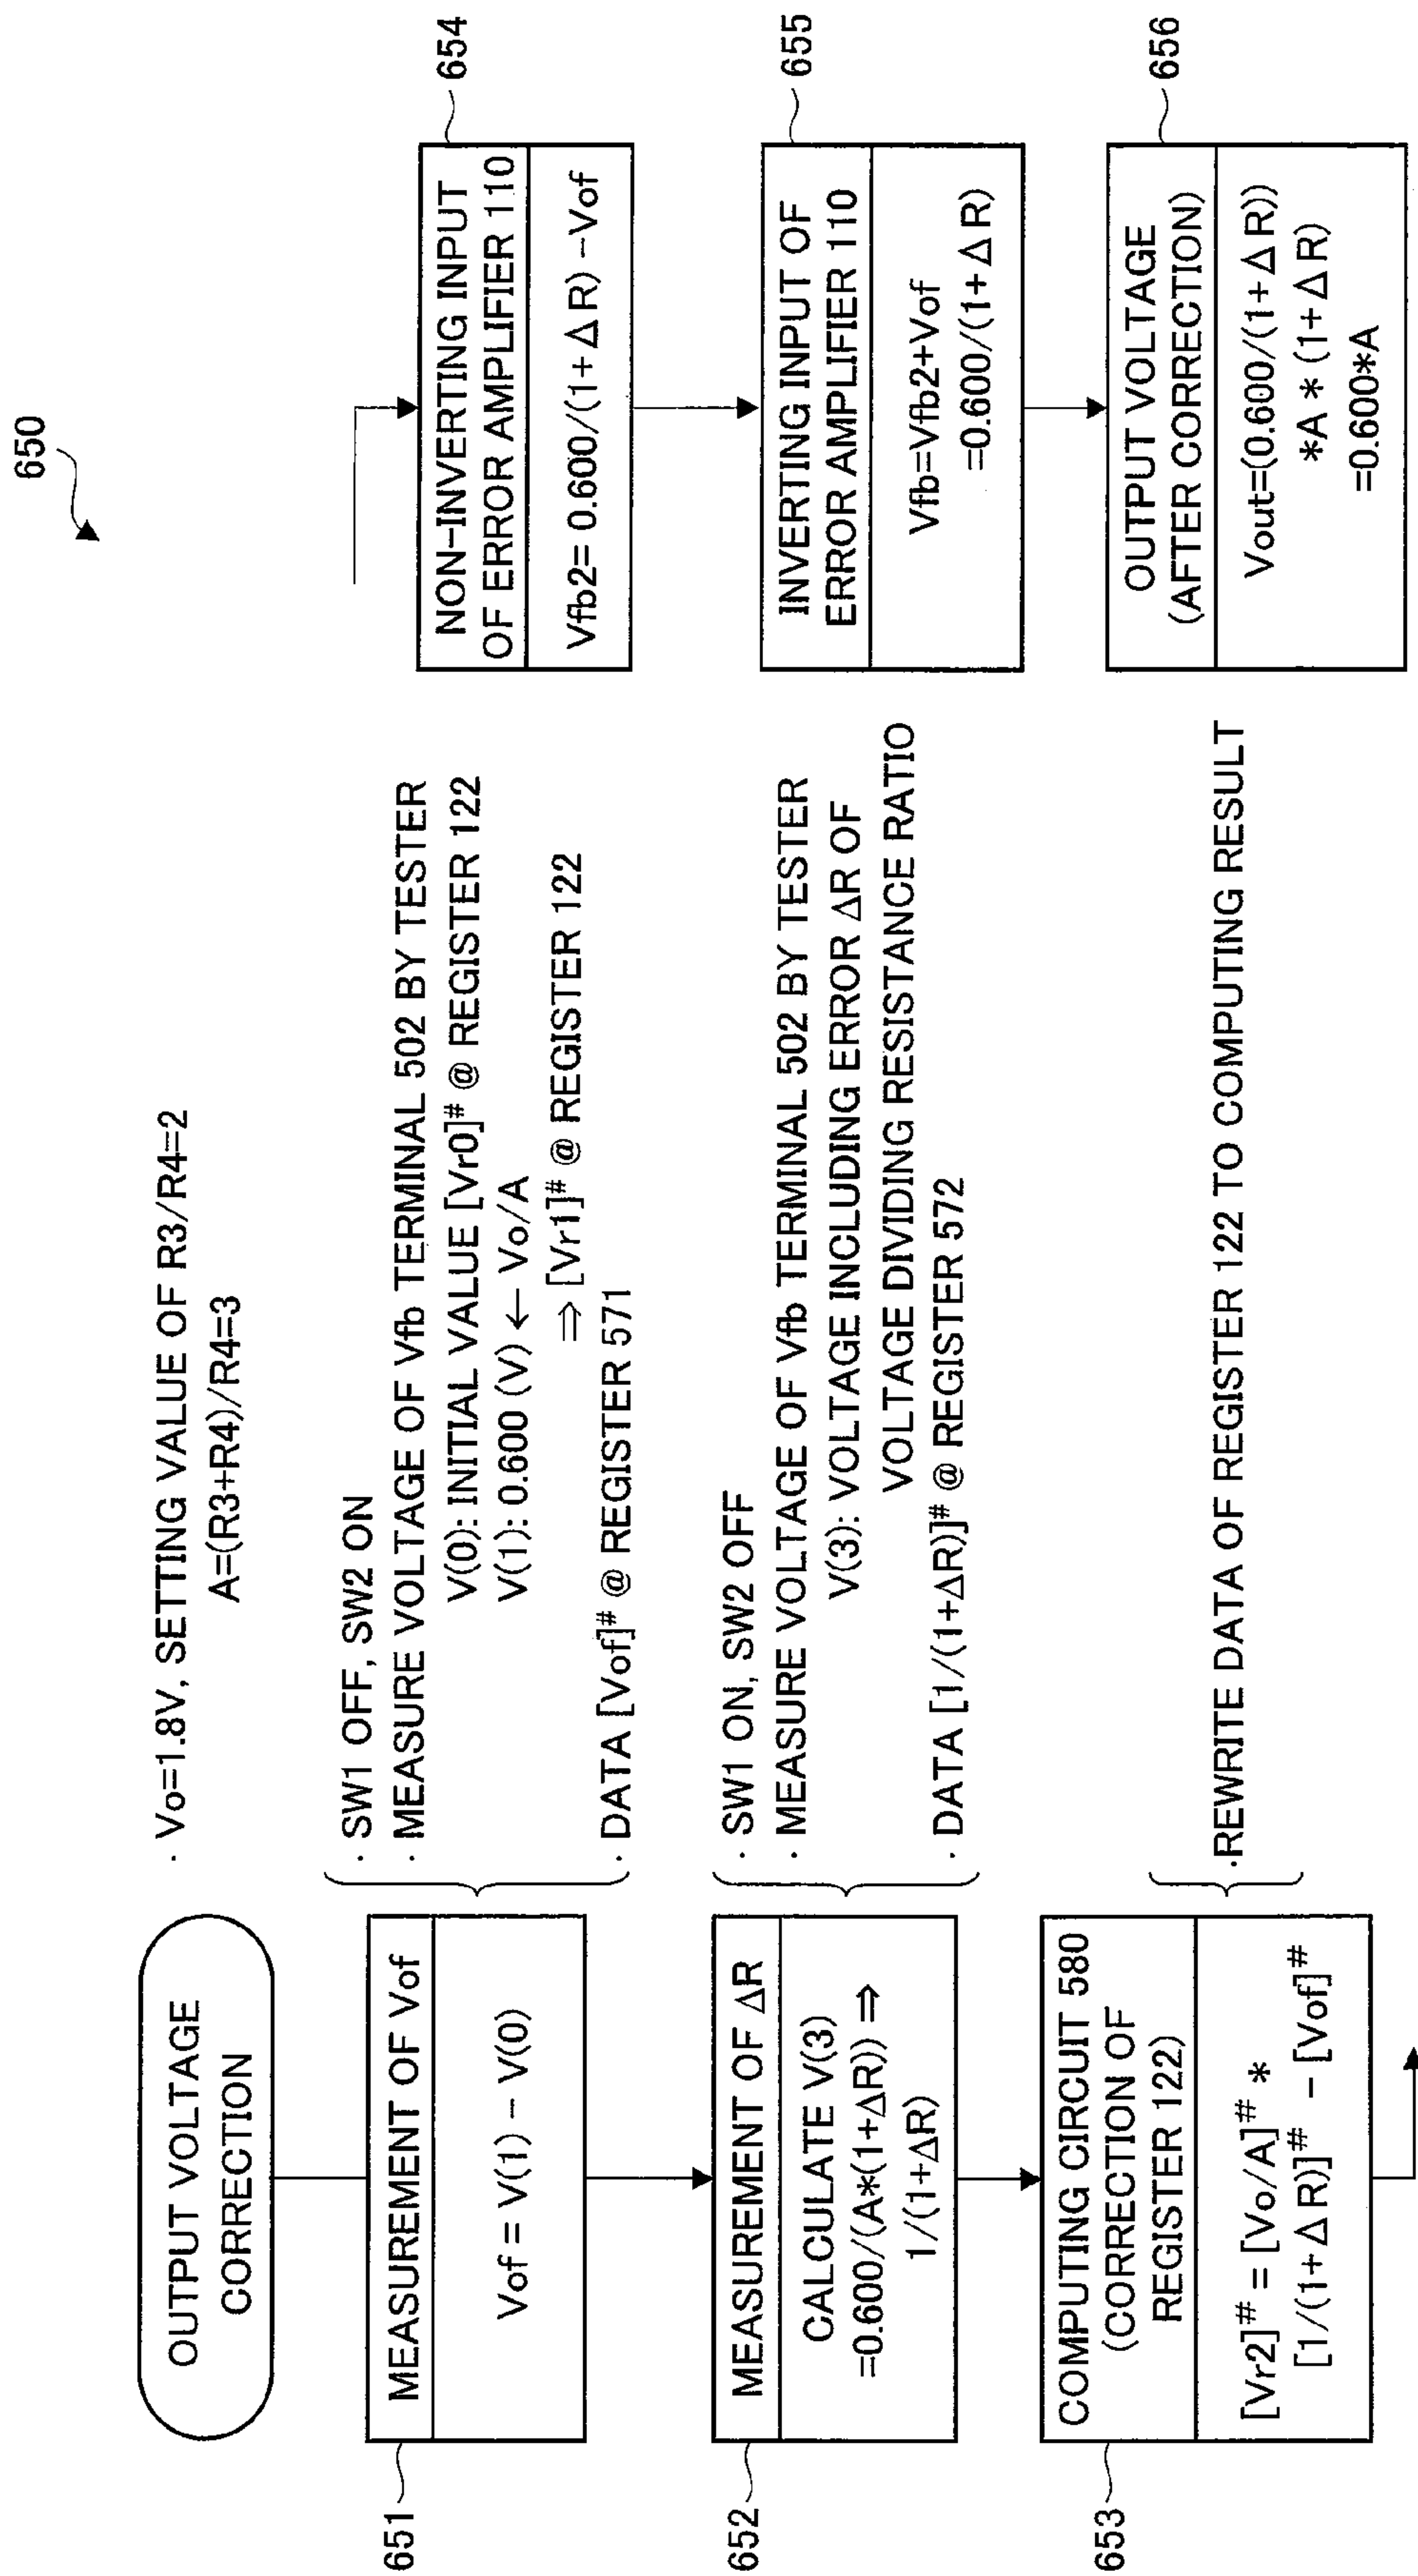 650
OUTPUT VOLTAGE
CORRECTION
· Vo=1.8V, SETTING VALUE OF R3/R4=2
A=(R3+R4)/R4=3
651
MEASUREMENT OF Vof
Vof = V(1) – V(0)
· SW1 OFF, SW2 ON
· MEASURE VOLTAGE OF Vfb TERMINAL 502 BY TESTER
V(0): INITIAL VALUE [Vr0]# @ REGISTER 122
V(1): 0.600 (V) ← Vo/A
⇒ [Vr1]# @ REGISTER 122
· DATA [Vof]# @ REGISTER 571
652
MEASUREMENT OF ΔR
CALCULATE V(3)
=0.600/(A*(1+ΔR)) ⇒
1/(1+ΔR)
· SW1 ON, SW2 OFF
· MEASURE VOLTAGE OF Vfb TERMINAL 502 BY TESTER
V(3): VOLTAGE INCLUDING ERROR ΔR OF
VOLTAGE DIVIDING RESISTANCE RATIO
· DATA [1/(1+ΔR)]# @ REGISTER 572
653
COMPUTING CIRCUIT 580
(CORRECTION OF
REGISTER 122)
[Vr2]# = [Vo/A]# *
[1/(1+ΔR)]# – [Vof]#
·REWRITE DATA OF REGISTER 122 TO COMPUTING RESULT
654
NON-INVERTING INPUT
OF ERROR AMPLIFIER 110
Vfb2= 0.600/(1+ΔR) –Vof
655
INVERTING INPUT OF
ERROR AMPLIFIER 110
Vfb=Vfb2+Vof
=0.600/(1+ΔR)
656
OUTPUT VOLTAGE
(AFTER CORRECTION)
Vout=(0.600/(1+ΔR))
*A*(1+ΔR)
=0.600*A